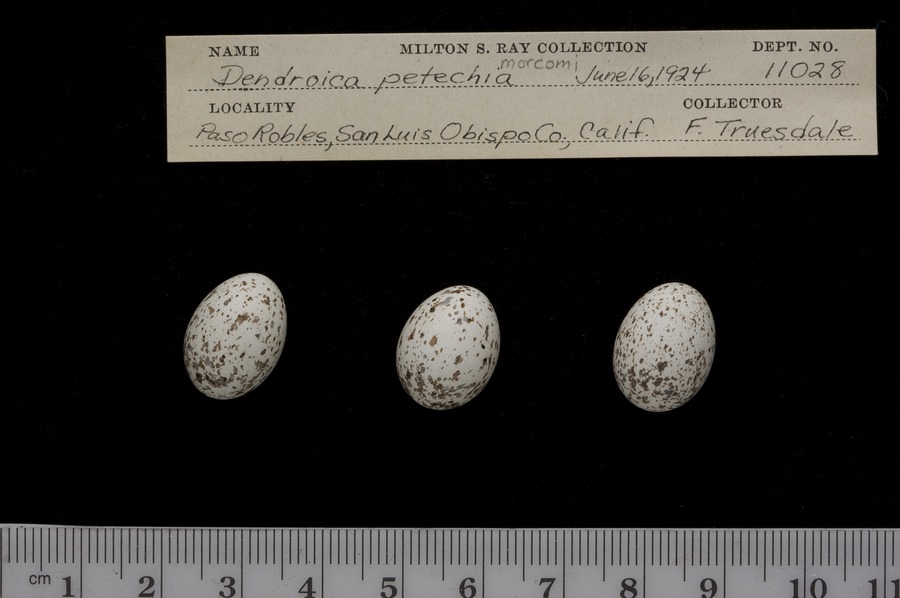 NAME MILTON S. RAY COLLECTION DEPT. NO.
Dendroica petechia morcomi June 16, 1924 11028
LOCALITY COLLECTOR
Paso Robles, San Luis Obispo Co., Calif. F. Truesdale
cm 1 2 3 4 5 6 7 8 9 10 11